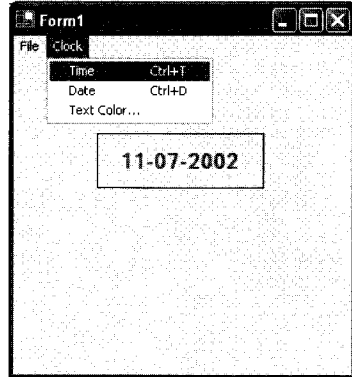 Form1
File Clock
Time Ctrl+T
Date Ctrl+D
Text Color...
11-07-2002